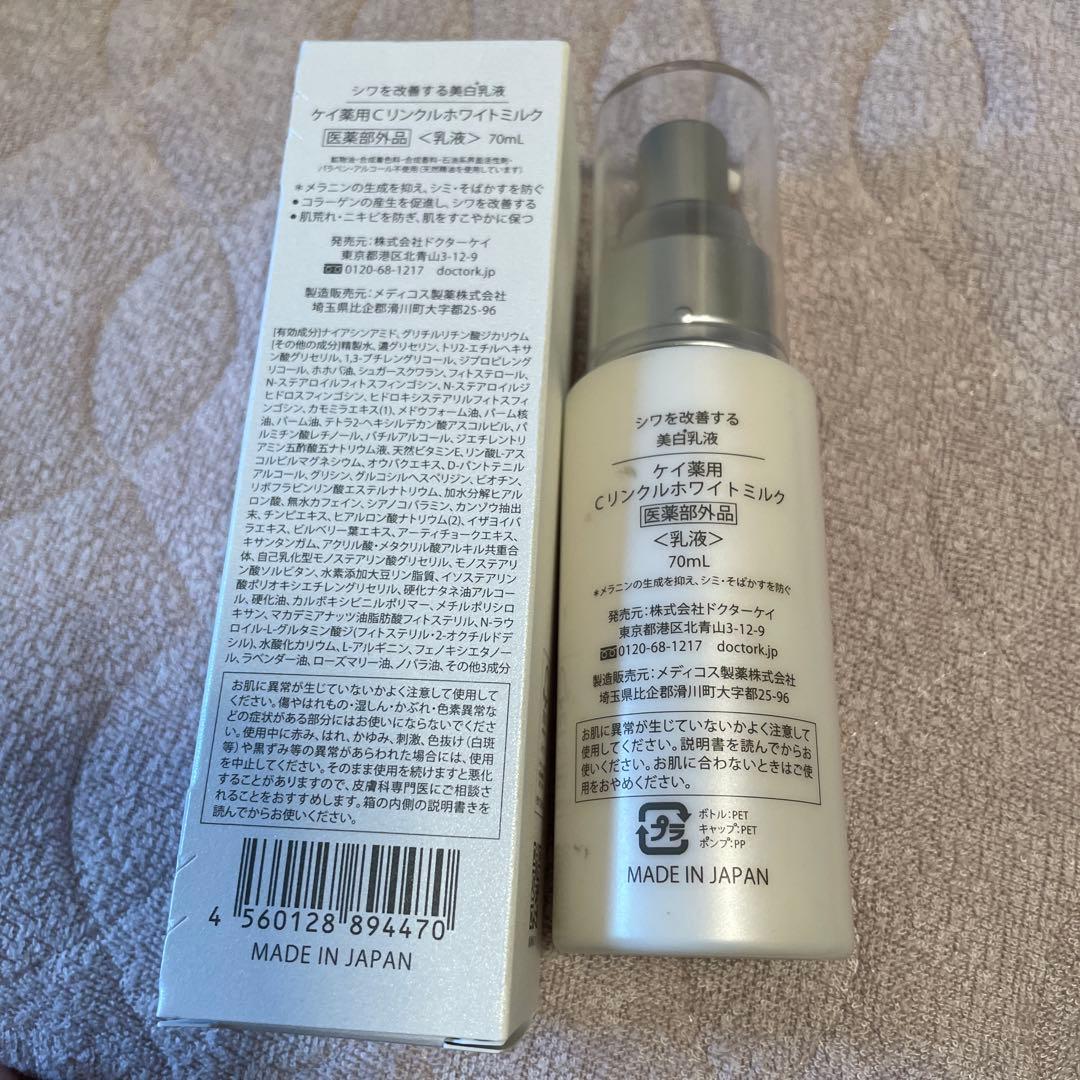 シワを改善する美白*乳液
ケイ薬用Cリンクルホワイトミルク
医薬部外品 <乳液> 70mL
鉱物油・合成着色料・合成香料・石油系界面活性剤・
パラベン・アルコール不使用(天然精油を使用しています)
*メラニンの生成を抑え、シミ・そばかすを防ぐ
●コラーゲンの産生を促進し、シワを改善する
●肌荒れ・ニキビを防ぎ、肌をすこやかに保つ
発売元:株式会社ドクターケイ
東京都港区北青山3-12-9
0120-68-1217 doctork.jp
製造販売元:メディコス製薬株式会社
埼玉県比企郡滑川町大字都25-96
[有効成分]ナイアシンアミド、グリチルリチン酸ジカリウム
[その他の成分]精製水、濃グリセリン、トリ2-エチルヘキサ
ン酸グリセリル、1,3-ブチレングリコール、ジプロピレング
リコール、ホホバ油、シュガースクワラン、フィトステロール、
N-ステアロイルフィトスフィンゴシン、N-ステアロイルジ
ヒドロスフィンゴシン、ヒドロキシステアリルフィトスフィ
ンゴシン、カモミラエキス(1)、メドウフォーム油、パーム核
油、パーム油、テトラ2-ヘキシルデカン酸アスコルビル、パ
ルミチン酸レチノール、バチルアルコール、ジエチレントリ
アミン五酢酸五ナトリウム液、天然ビタミンE、リン酸L-アス
コルビルマグネシウム、オウバクエキス、D-パントテニル
アルコール、グリシン、グルコシルヘスペリジン、ビオチン、
リボフラビンリン酸エステルナトリウム、加水分解ヒアル
ロン酸、無水カフェイン、シアノコバラミン、カンゾウ抽出
末、チンピエキス、ヒアルロン酸ナトリウム(2)、イザヨイバ
ラエキス、ビルベリー葉エキス、アーティチョークエキス、
キサンタンガム、アクリル酸・メタクリル酸アルキル共重合
体、自己乳化型モノステアリン酸グリセリル、モノステアリ
ン酸ソルビタン、水素添加大豆リン脂質、イソステアリン
酸ポリオキシエチレングリセリル、硬化ナタネ油アルコー
ル、硬化油、カルボキシビニルポリマー、メチルポリシロ
キサン、マカデミアナッツ油脂肪酸フィトステリル、N-ラウ
ロイル-L-グルタミン酸ジ(フィトステリル・2-オクチルドデ
シル)、水酸化カリウム、L-アルギニン、フェノキシエタノー
ル、ラベンダー油、ローズマリー油、ノバラ油、その他3成分
お肌に異常が生じていないかよく注意して使用して
ください。傷やはれもの・湿しん・かぶれ・色素異常な
どの症状がある部分にはお使いにならないでくださ
い。使用中に赤み、はれ、かゆみ、刺激、色抜け(白斑
等)や黒ずみ等の異常があらわれた場合には、使用
を中止してください。そのまま使用を続けますと悪化
することがありますので、皮膚科専門医にご相談さ
れることをおすすめします。箱の内側の説明書きを
読んでからお使いください。
4 560128 894470
MADE IN JAPAN
シワを改善する
美白*乳液
ケイ薬用
Cリンクルホワイトミルク
医薬部外品
<乳液>
70mL
*メラニンの生成を抑え、シミ・そばかすを防ぐ
発売元:株式会社ドクターケイ
東京都港区北青山3-12-9
0120-68-1217 doctork.jp
製造販売元:メディコス製薬株式会社
埼玉県比企郡滑川町大字都25-96
お肌に異常が生じていないかよく注意して
使用してください。説明書を読んでからお
使いください。お肌に合わないときはご使
用をおやめください。
プラ
ボトル:PET
キャップ:PET
ポンプ:PP
MADE IN JAPAN